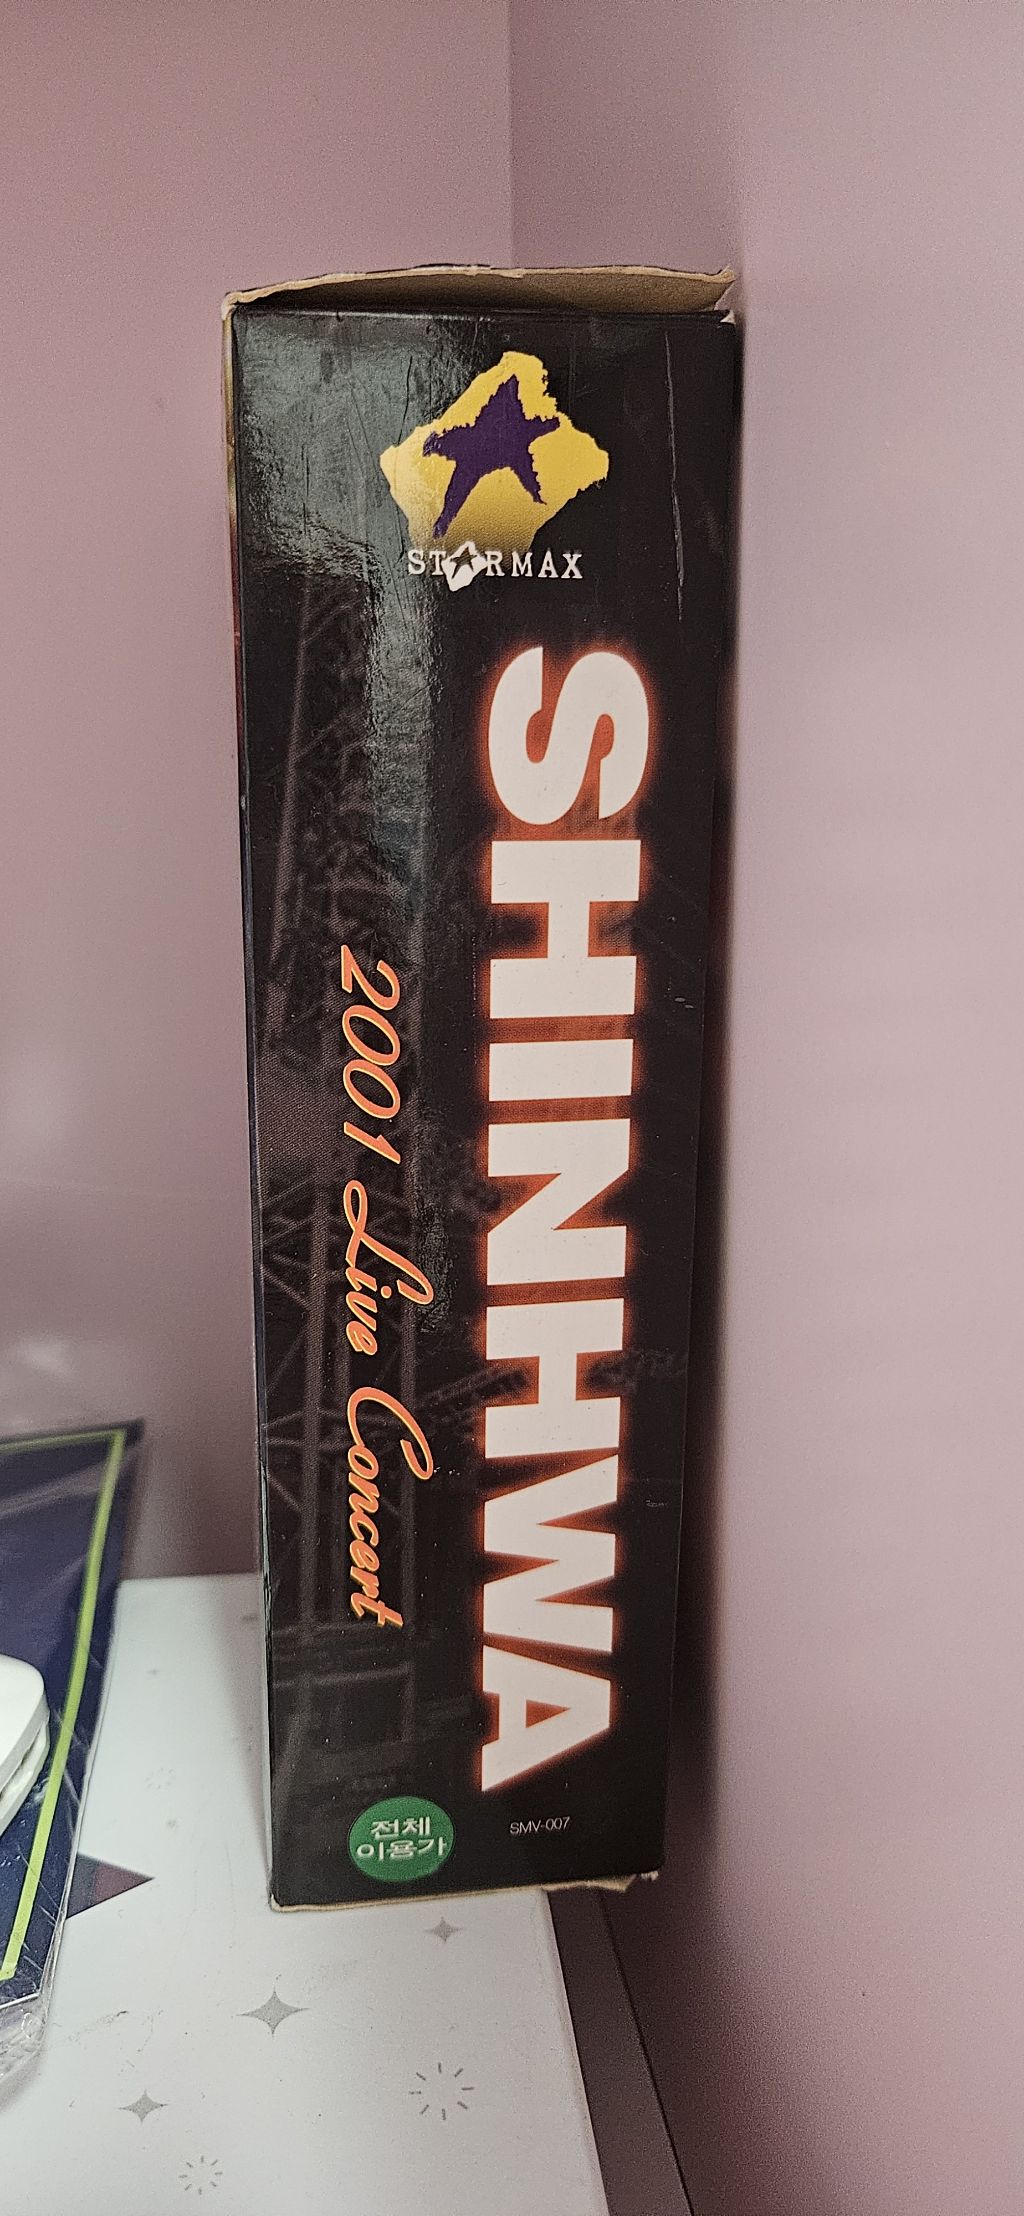 STARMAX
SHINHWA
2001 Live Concert
전체
이용가
SMV-007